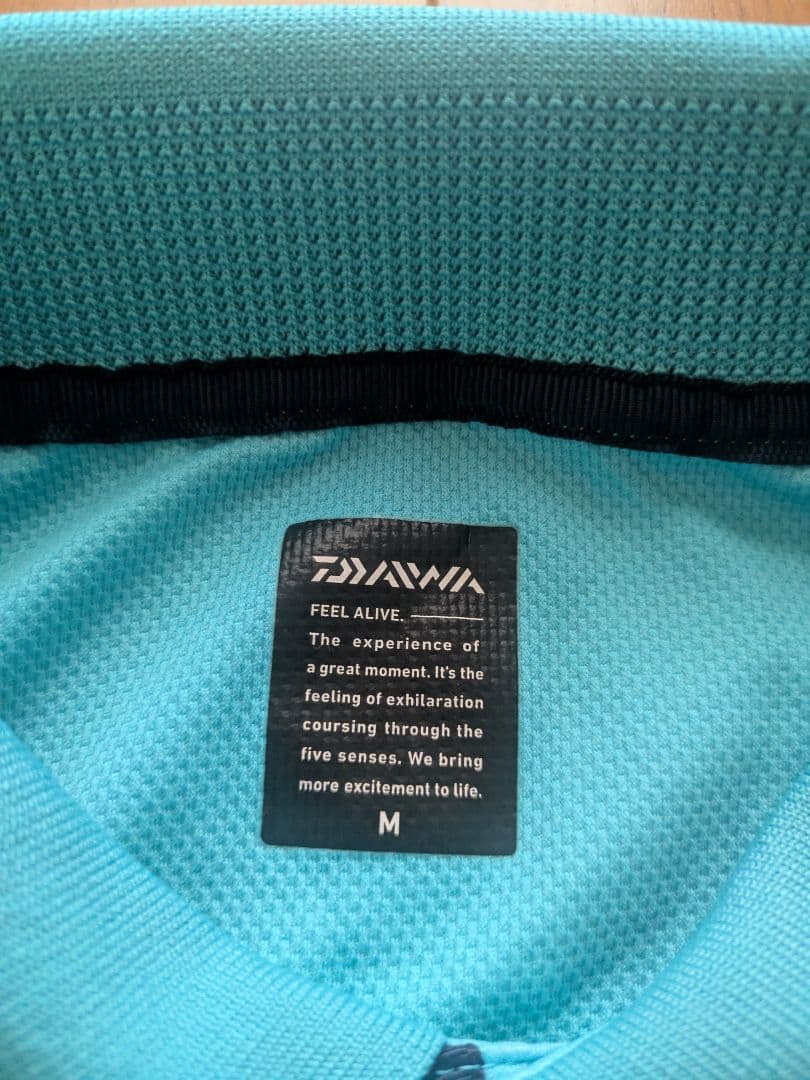 DAIWA
FEEL ALIVE.
The experience of
a great moment. It's the
feeling of exhilaration
coursing through the
five senses. We bring
more excitement to life.
M